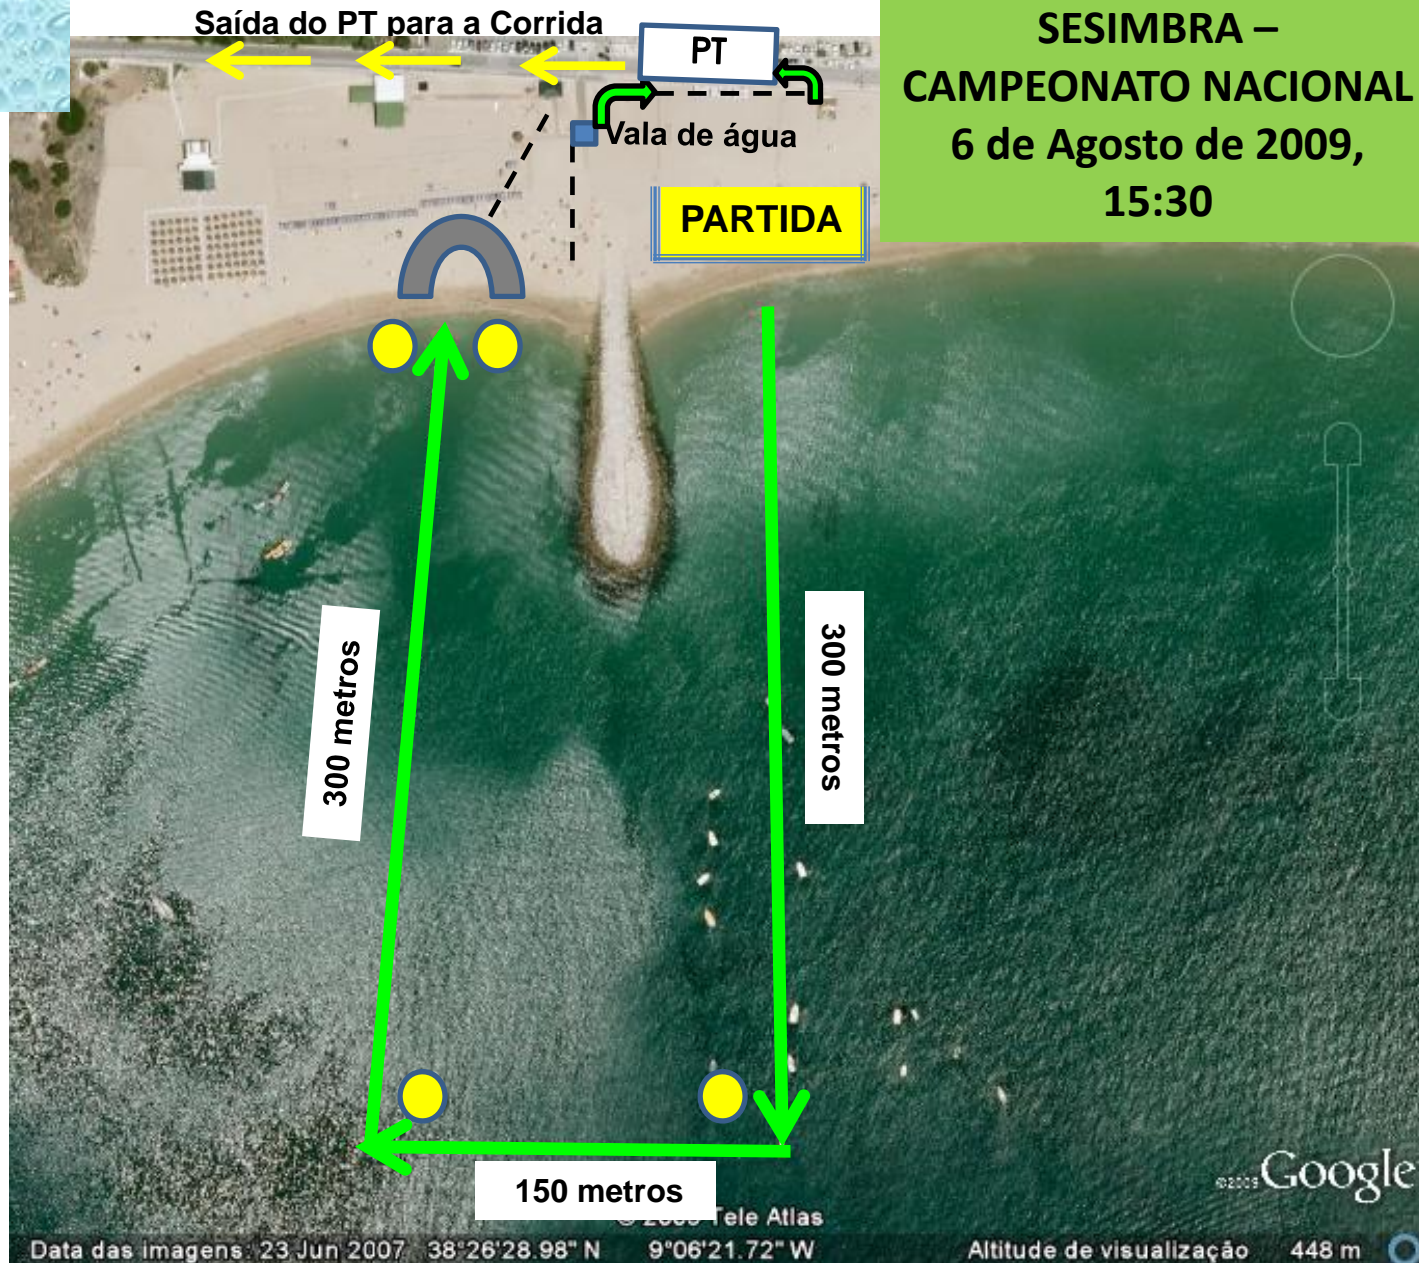 Saída do PT para a Corrida
PT
SESIMBRA –
CAMPEONATO NACIONAL
6 de Agosto de 2009,
15:30
Vala de água
PARTIDA
300 metros
300 metros
150 metros
©2009 Google
© 2009 Tele Atlas
Data das imagens: 23 Jun 2007 38°26'28.98" N 9°06'21.72" W Altitude de visualização 448 m